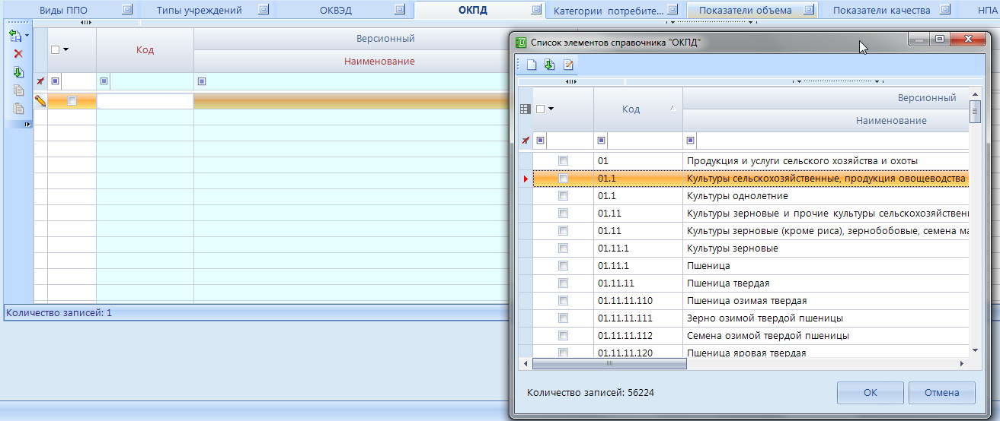 Виды ППО
Типы учреждений
ОКВЭД
ОКПД
Категории потребите...
Показатели объема
Показатели качества
НПА
Код
Версионный
Наименование
Количество записей: 1
Список элементов справочника "ОКПД"
Код
Версионный
Наименование
01 Продукция и услуги сельского хозяйства и охоты
01.1 Культуры сельскохозяйственные, продукция овощеводства
01.1 Культуры однолетние
01.11 Культуры зерновые и прочие культуры сельскохозяйствен
01.11 Культуры зерновые (кроме риса), зернобобовые, семена ма
01.11.1 Культуры зерновые
01.11.1 Пшеница
01.11.11 Пшеница твердая
01.11.11.110 Пшеница озимая твердая
01.11.11.111 Зерно озимой твердой пшеницы
01.11.11.112 Семена озимой твердой пшеницы
01.11.11.120 Пшеница яровая твердая
Количество записей: 56224
ОК
Отмена